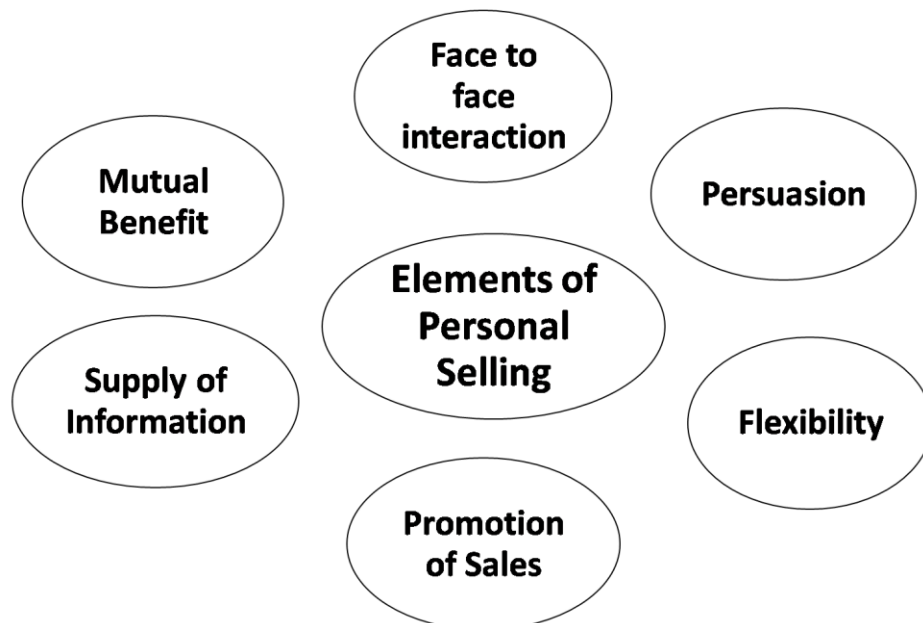 Face to
face
interaction
Mutual
Benefit
Persuasion
Elements of
Personal
Selling
Supply of
Information
Flexibility
Promotion
of Sales